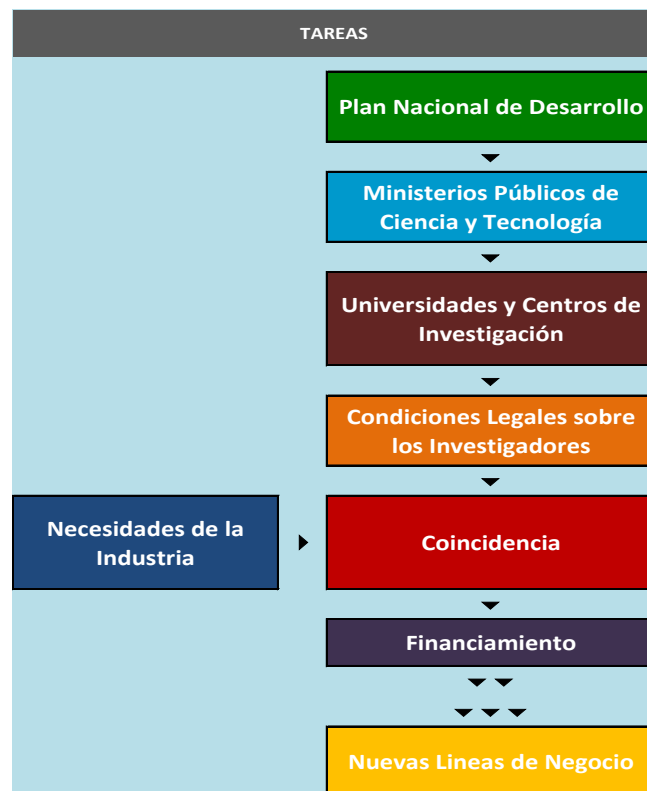 TAREAS
Plan Nacional de Desarrollo
Ministerios Públicos de
Ciencia y Tecnología
Universidades y Centros de
Investigación
Condiciones Legales sobre
los Investigadores
Necesidades de la
Industria
Coincidencia
Financiamiento
Nuevas Lineas de Negocio